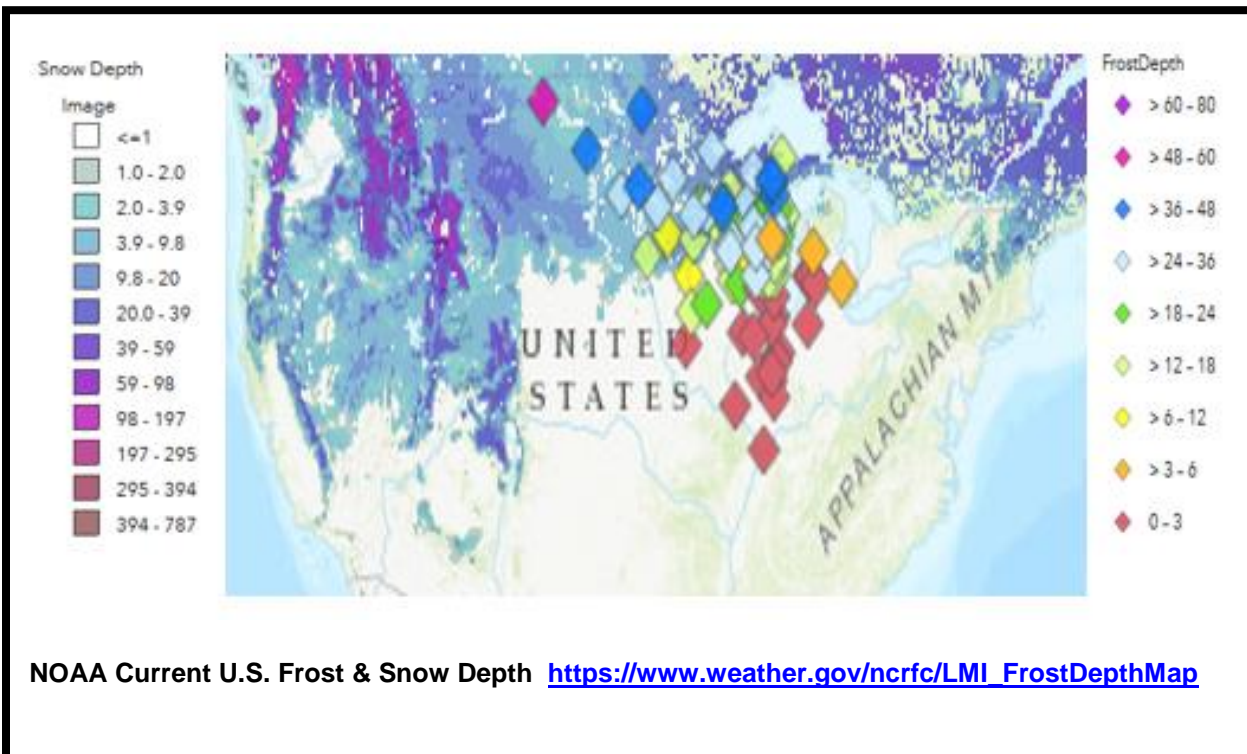 Snow Depth
Image
<=1
1.0 - 2.0
2.0 - 3.9
3.9 - 9.8
9.8 - 20
20.0 - 39
39 - 59
59 - 98
98 - 197
197 - 295
295 - 394
394 - 787
UNITED
STATES
APPALACHIAN MT
FrostDepth
> 60 - 80
> 48 - 60
> 36 - 48
> 24 - 36
> 18 - 24
> 12 - 18
> 6 - 12
> 3 - 6
0 - 3
NOAA Current U.S. Frost & Snow Depth https://www.weather.gov/ncrfc/LMI_FrostDepthMap